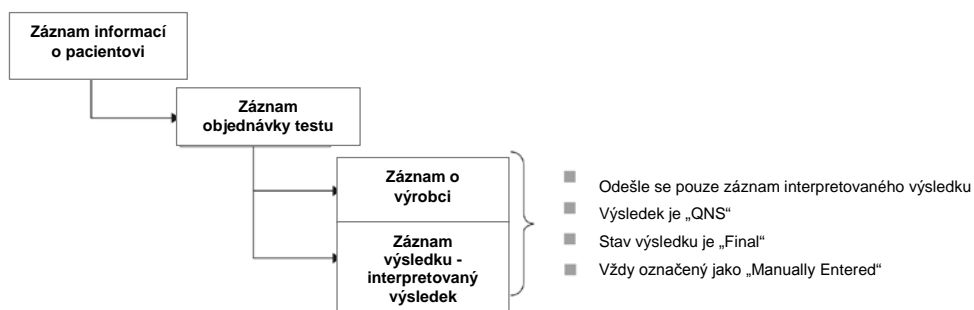 Záznam informací
o pacientovi
Záznam
objednávky testu
Záznam o
výrobci
Záznam
výsledku -
interpretovaný
výsledek
Odešle se pouze záznam interpretovaného výsledku
Výsledek je „QNS“
Stav výsledku je „Final“
Vždy označený jako „Manually Entered“